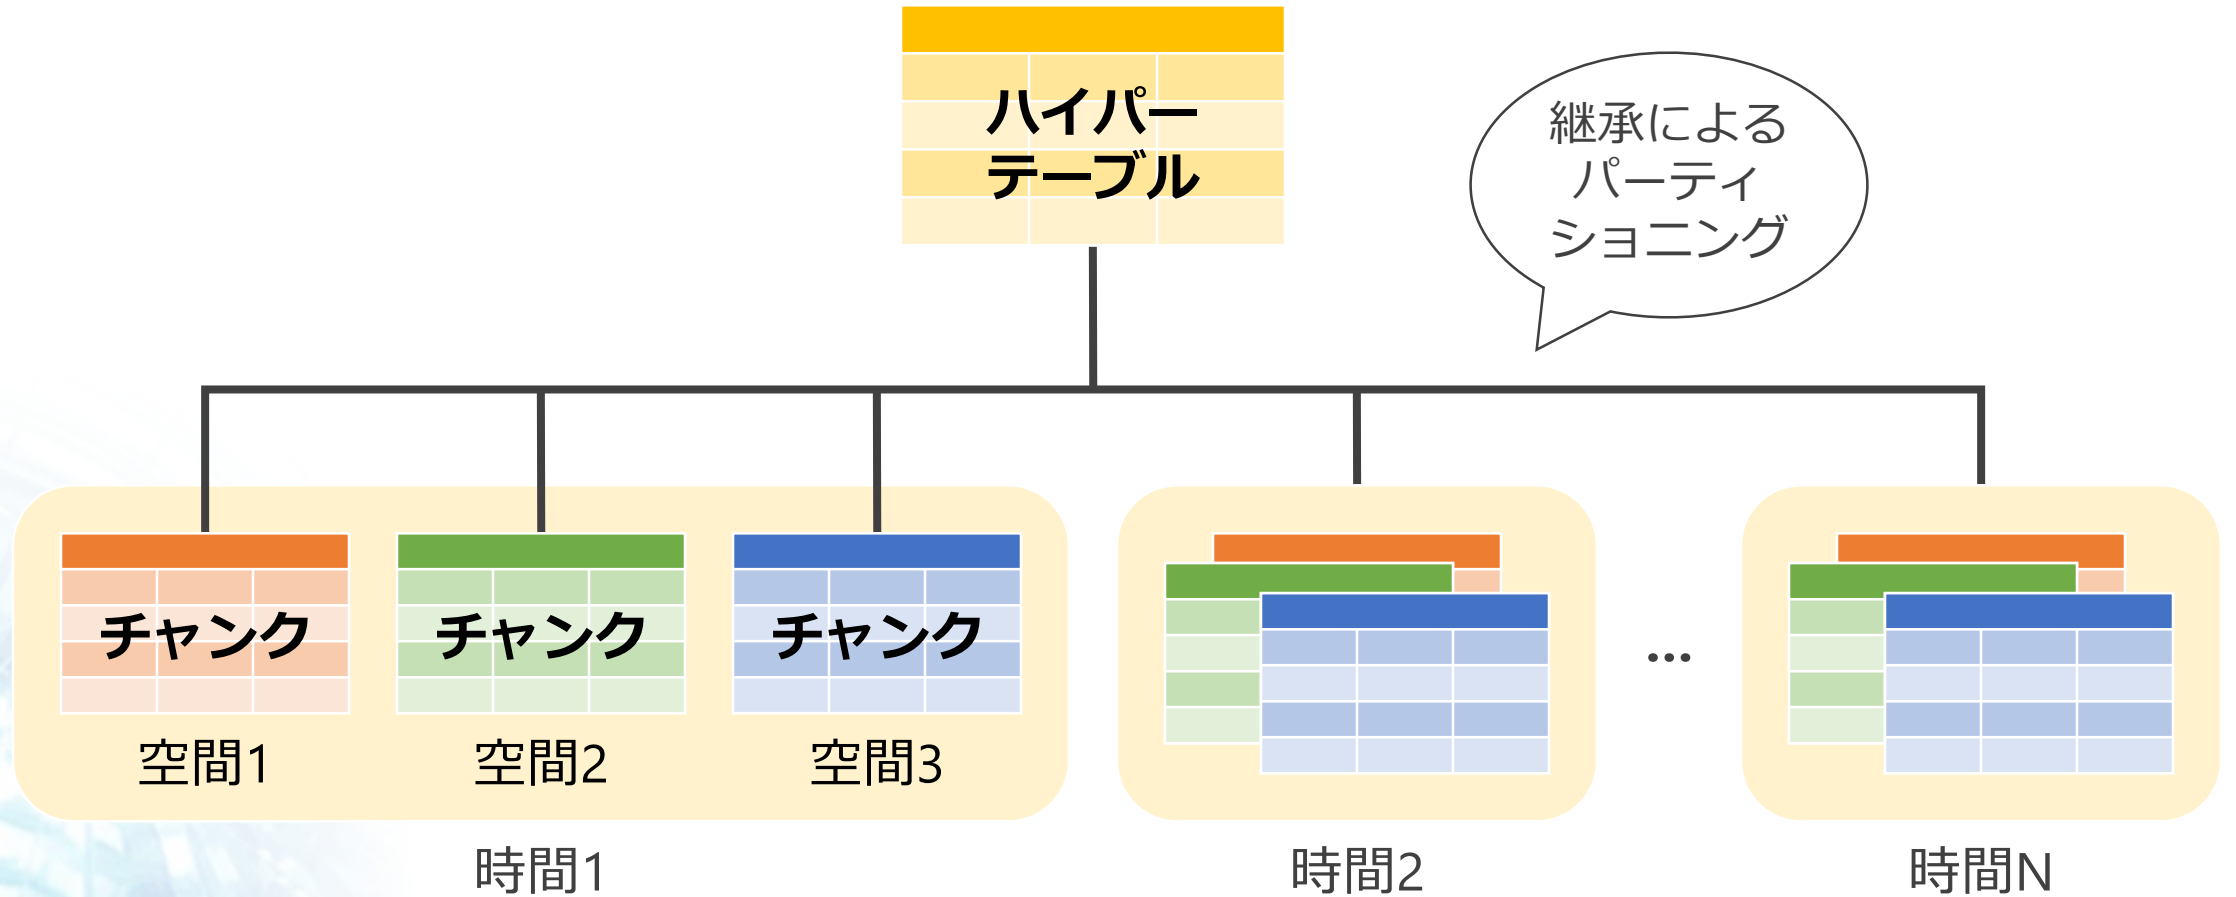 ハイパー
テーブル
継承による
パーティ
ショニング
チャンク
チャンク
チャンク
...
空間1
空間2
空間3
時間1
時間2
時間N